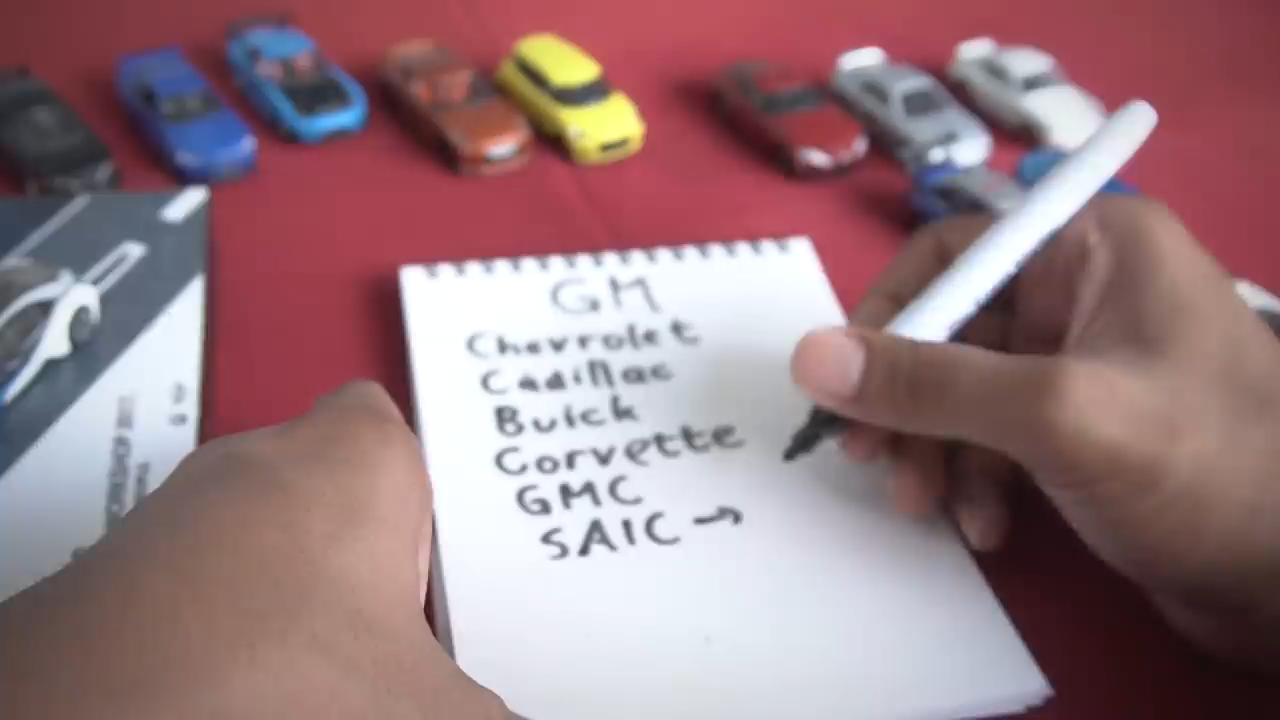 GM
Chevrolet
Cadillac
Buick
Corvette
GMC
SAIC →